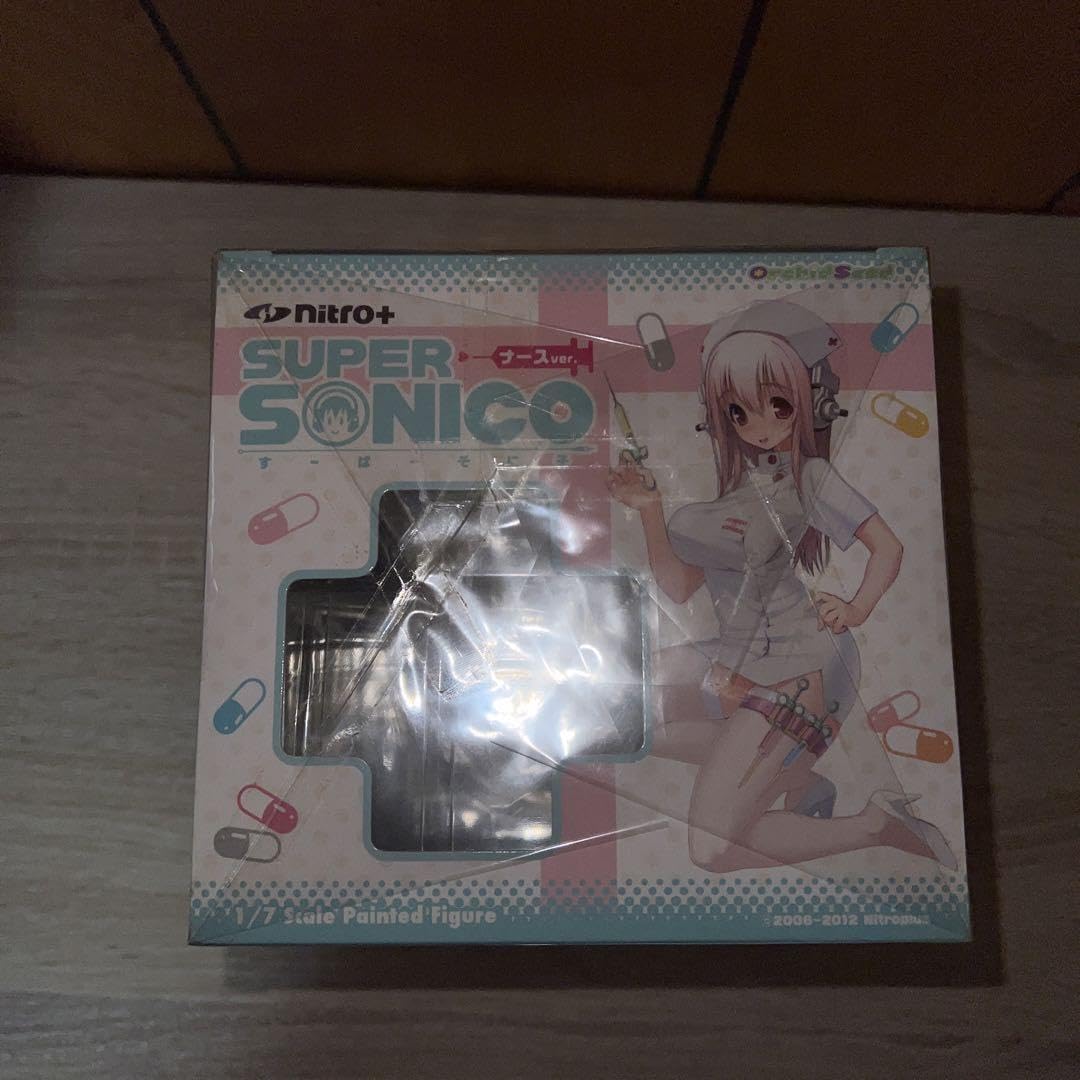 OrchidSeed
nitro+
SUPER
ナースver.
SONICO
すーぱーそに子
1/7 Scale Painted Figure
©2006-2012 Nitroplus